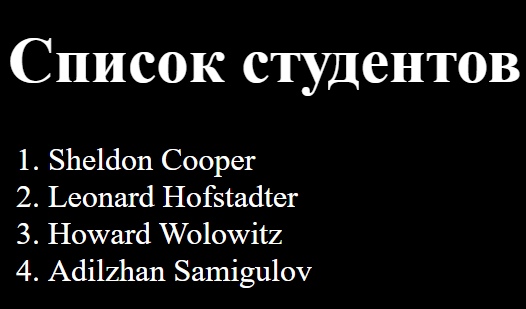 Список студентов
1. Sheldon Cooper
2. Leonard Hofstadter
3. Howard Wolowitz
4. Adilzhan Samigulov